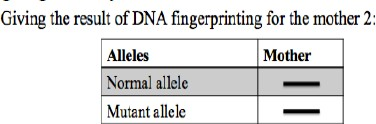 Giving the result of DNA fingerprinting for the mother 2:
Alleles Mother
Normal allele
Mutant allele